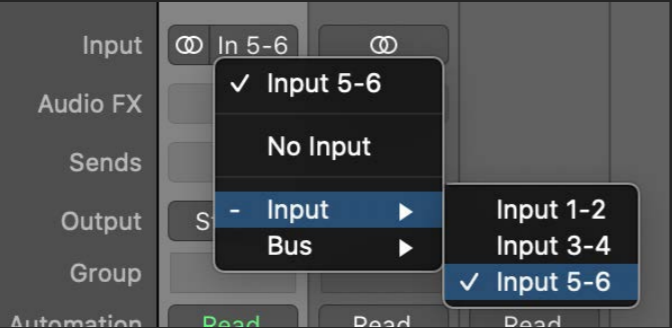 Input
In 5-6
Input 5-6
Audio FX
No Input
Sends
- Input
Input 1-2
Output
S
Bus
Input 3-4
Group
Input 5-6
Automation
Read
Read
Read